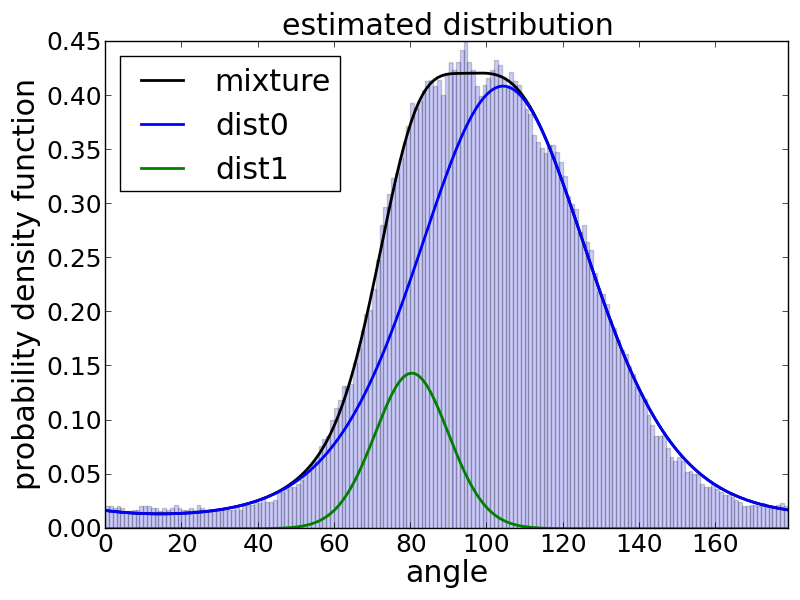 estimated distribution
probability density function
0.45
0.40
0.35
0.30
0.25
0.20
0.15
0.10
0.05
0.00
mixture
dist0
dist1
0 20 40 60 80 100 120 140 160
angle